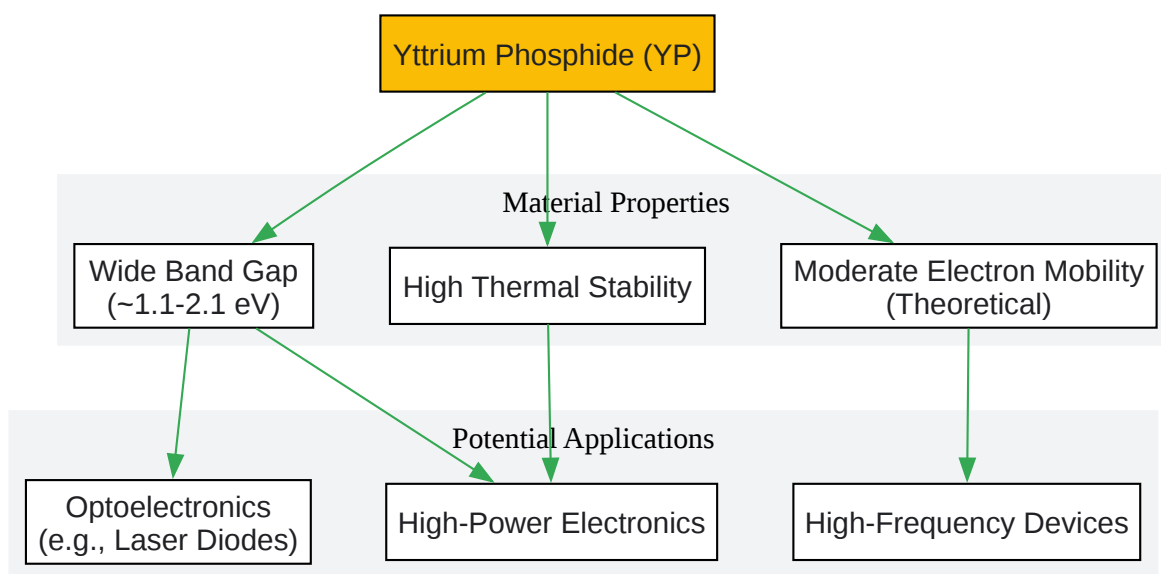 Yttrium Phosphide (YP)
Material Properties
Wide Band Gap
(~1.1-2.1 eV)
High Thermal Stability
Moderate Electron Mobility
(Theoretical)
Potential Applications
Optoelectronics
(e.g., Laser Diodes)
High-Power Electronics
High-Frequency Devices